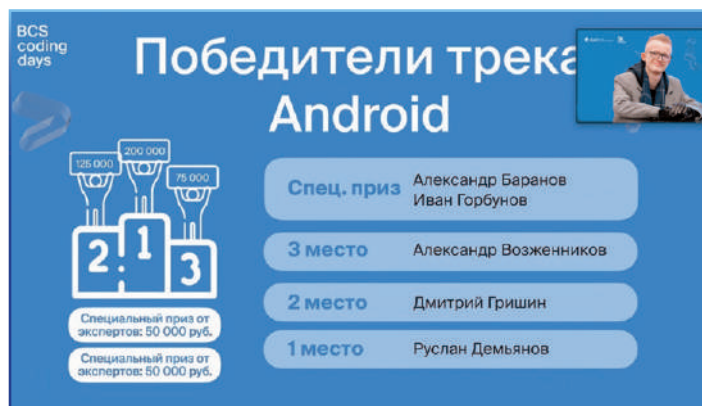 BCS
coding
days
Победители трека
Android
125 000
200 000
75 000
2
1
3
Специальный приз от
экспертов: 50 000 руб.
Специальный приз от
экспертов: 50 000 руб.
Спец. приз
Александр Баранов
Иван Горбунов
3 место
Александр Возженников
2 место
Дмитрий Гришин
1 место
Руслан Демьянов